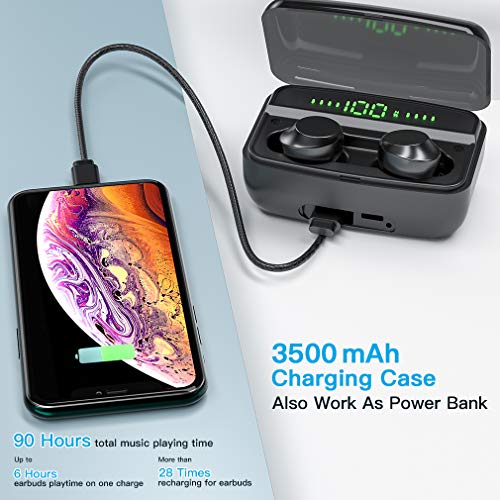 100
3500 mAh
Charging Case
Also Work As Power Bank
90 Hours total music playing time
Up to
6 Hours
earbuds playtime on one charge
More than
28 Times
recharging for earbuds